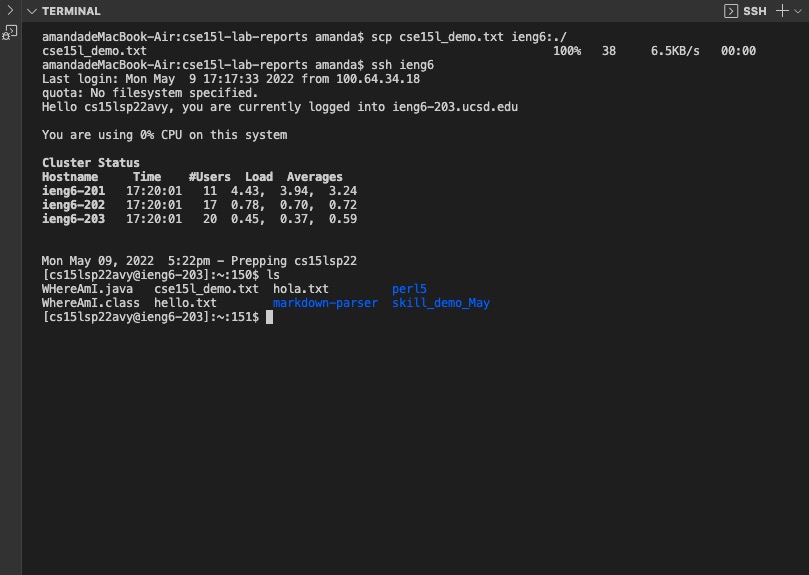 TERMINAL
SSH
amandadeMacBook-Air:cse15l-lab-reports amanda$ scp cse15l_demo.txt ieng6:./
cse15l_demo.txt 100% 38 6.5KB/s 00:00
amandadeMacBook-Air:cse15l-lab-reports amanda$ ssh ieng6
Last login: Mon May  9 17:17:33 2022 from 100.64.34.18
quota: No filesystem specified.
Hello cs15lsp22avy, you are currently logged into ieng6-203.ucsd.edu
You are using 0% CPU on this system
Cluster Status
Hostname Time #Users Load Averages
ieng6-201 17:20:01 11 4.43, 3.94, 3.24
ieng6-202 17:20:01 17 0.78, 0.70, 0.72
ieng6-203 17:20:01 20 0.45, 0.37, 0.59
Mon May 09, 2022 5:22pm - Prepping cs15lsp22
[cs15lsp22avy@ieng6-203]:~:150$ ls
WHereAmI.java cse15l_demo.txt hola.txt perl5
WhereAmI.class hello.txt markdown-parser skill_demo_May
[cs15lsp22avy@ieng6-203]:~:151$